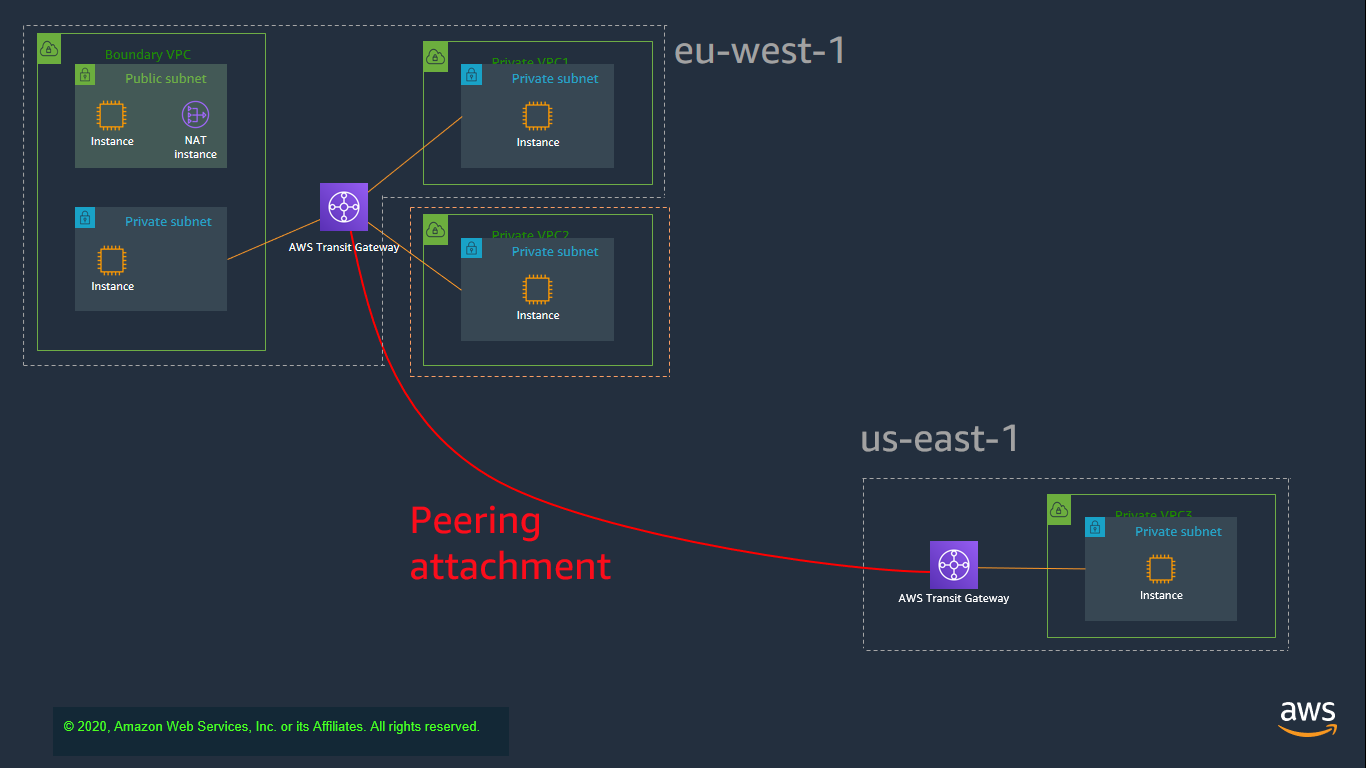 eu-west-1
Boundary VPC
Public subnet
Instance
NAT
instance
Private subnet
Instance
AWS Transit Gateway
Private VPC1
Private subnet
Instance
Private VPC2
Private subnet
Instance
Peering
attachment
us-east-1
AWS Transit Gateway
Private VPC3
Private subnet
Instance
© 2020, Amazon Web Services, Inc. or its Affiliates. All rights reserved.
aws